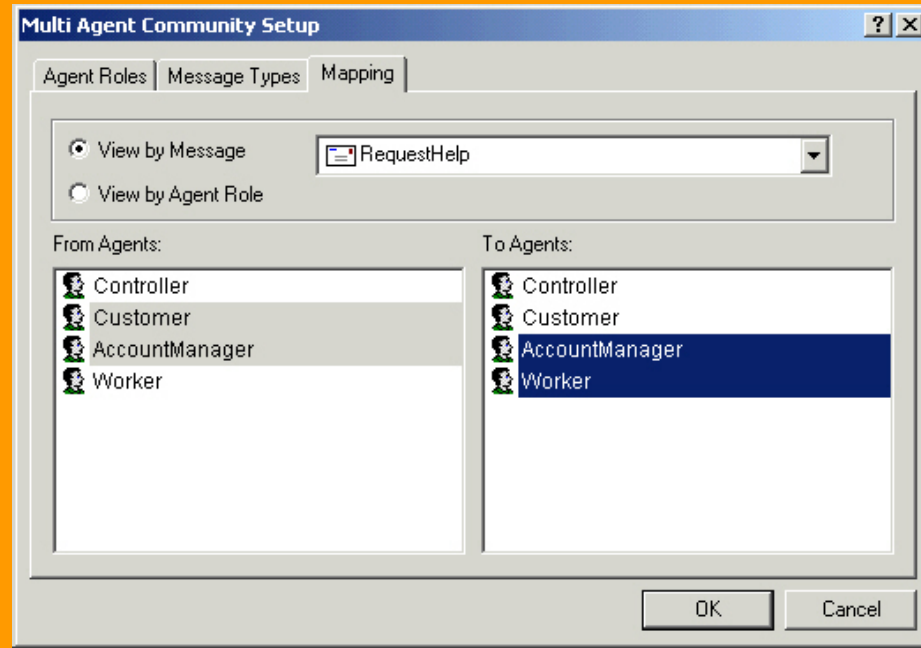 Multi Agent Community Setup
Agent Roles
Message Types
Mapping
View by Message
RequestHelp
View by Agent Role
From Agents:
To Agents:
Controller
Customer
AccountManager
Worker
Controller
Customer
AccountManager
Worker
OK
Cancel